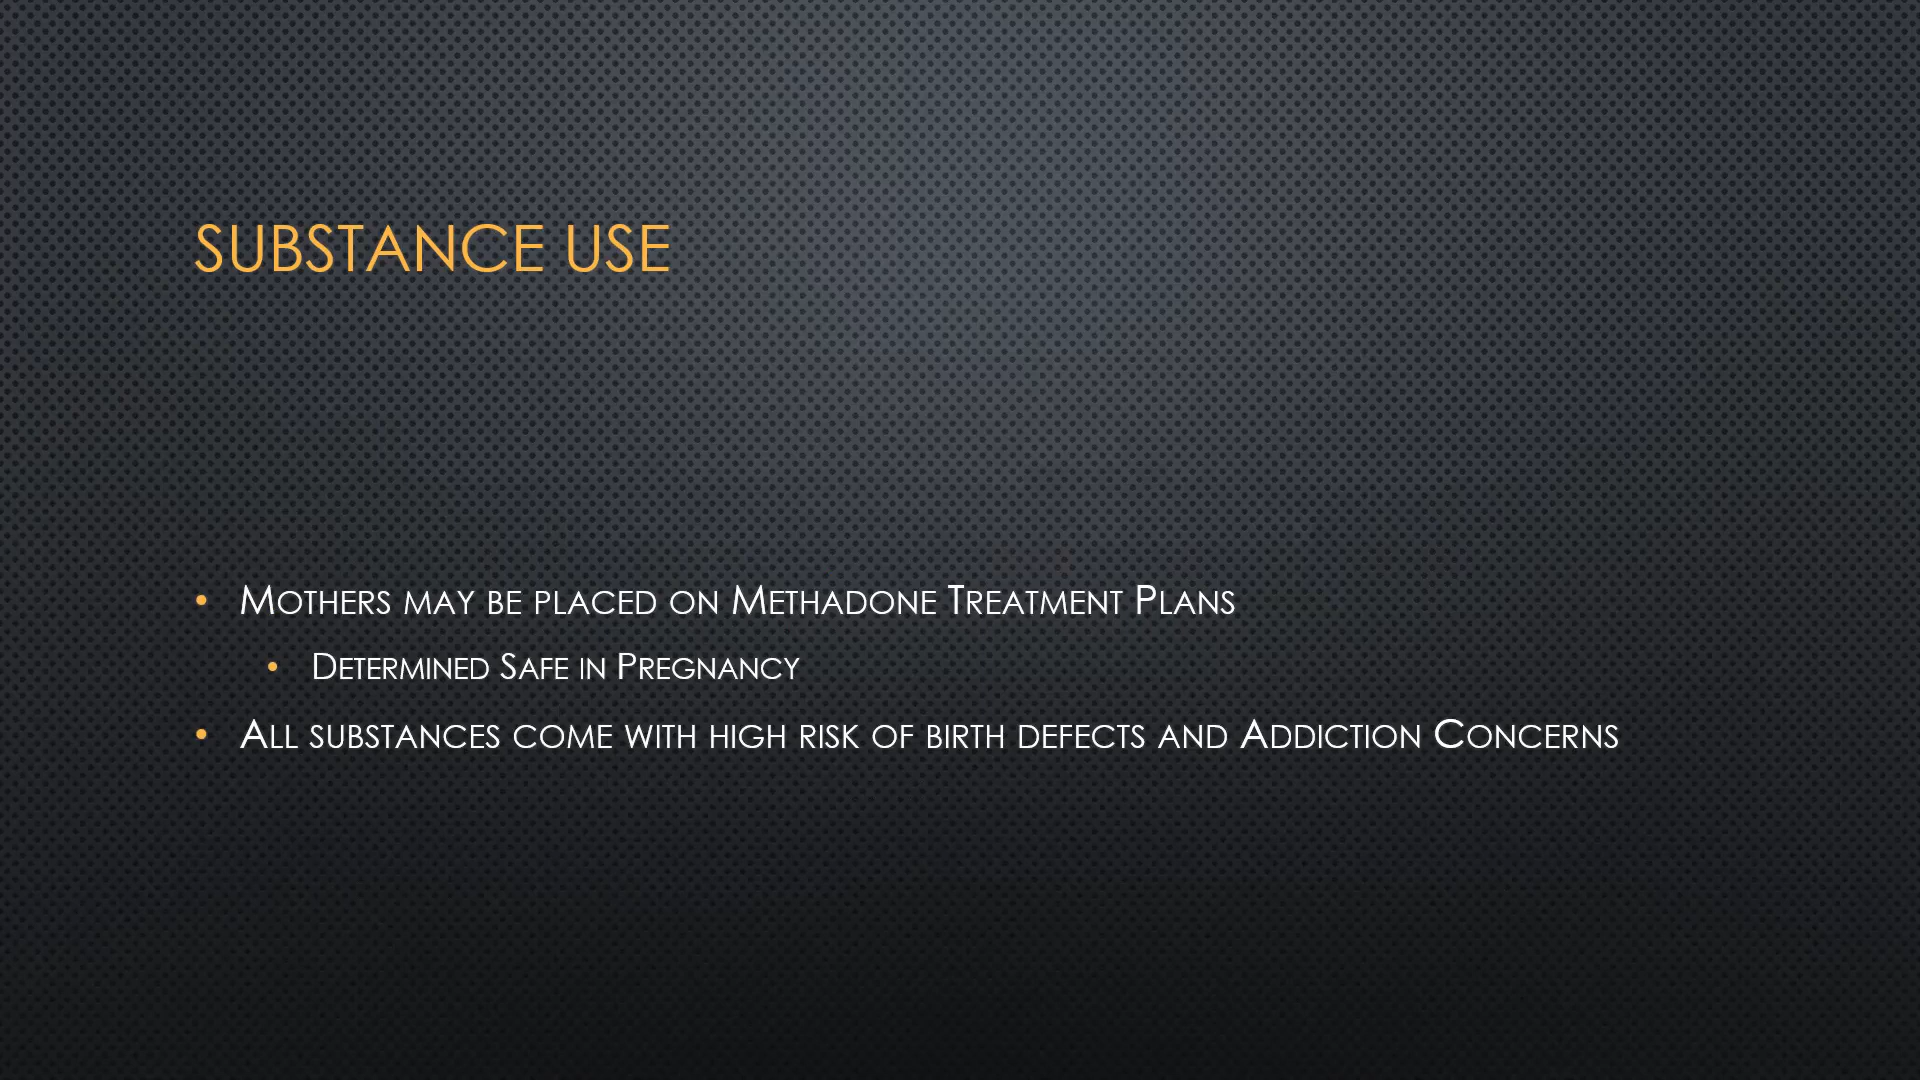 SUBSTANCE USE
• Mothers may be placed on Methadone Treatment Plans
• Determined Safe in Pregnancy
• All substances come with high risk of birth defects and Addiction Concerns